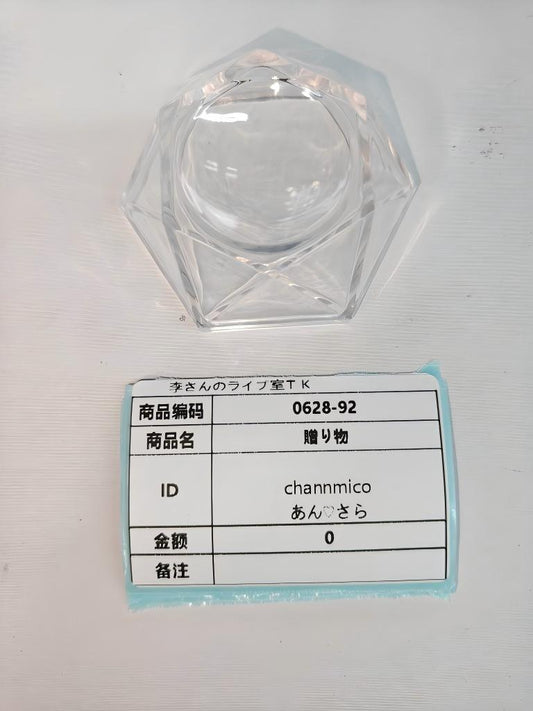 李さんのライブ室TK
商品编码 0628-92
商品名 贈り物
ID channmico
あん♡さら
金额 0
备注